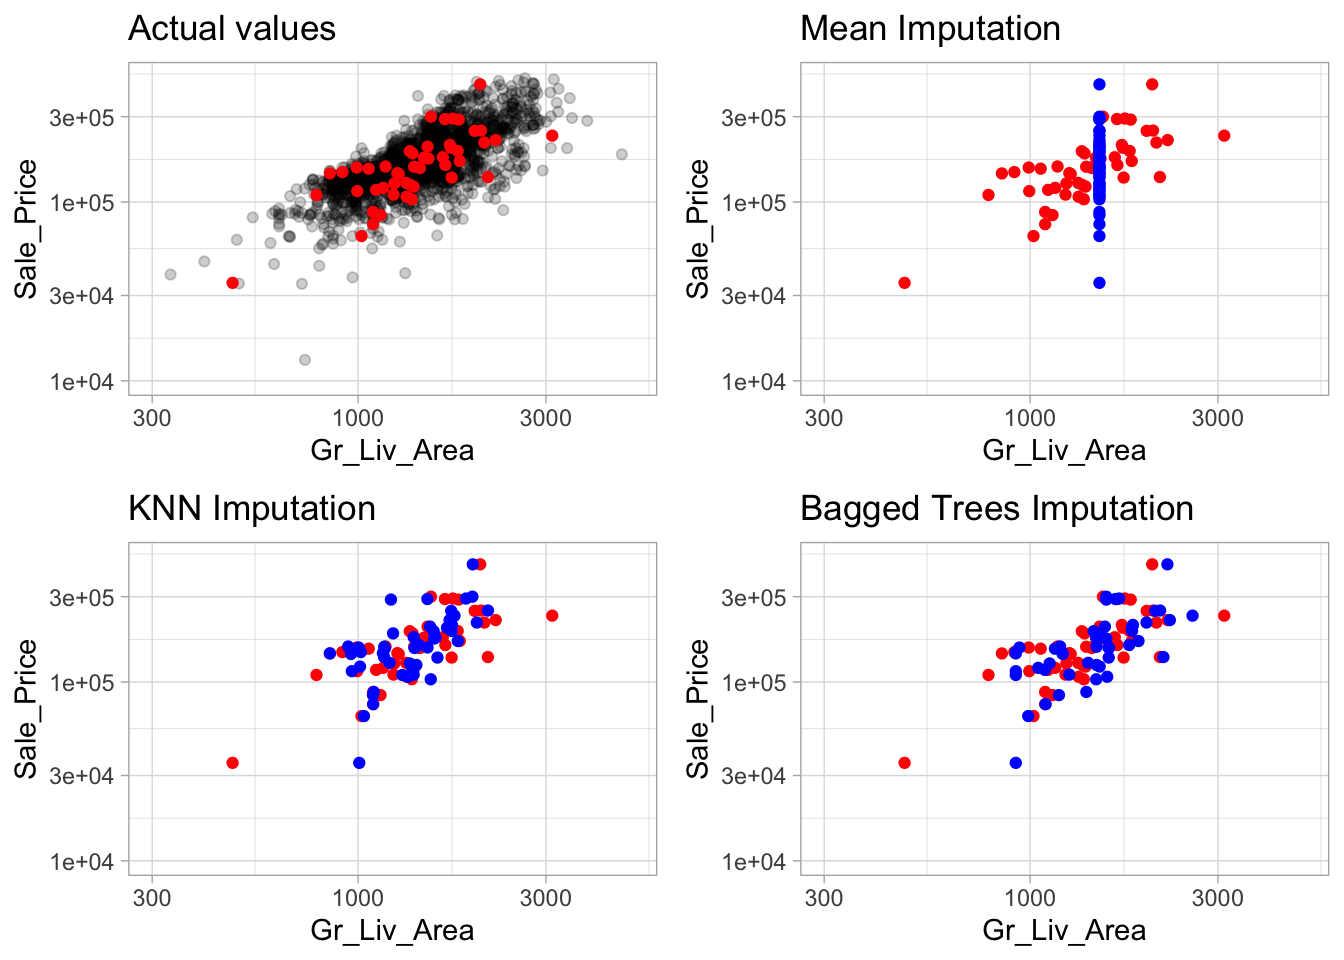 Actual values
Sale_Price
3e+05
1e+05
3e+04
1e+04
300 1000 3000
Gr_Liv_Area
Mean Imputation
Sale_Price
3e+05
1e+05
3e+04
1e+04
300 1000 3000
Gr_Liv_Area
KNN Imputation
Sale_Price
3e+05
1e+05
3e+04
1e+04
300 1000 3000
Gr_Liv_Area
Bagged Trees Imputation
Sale_Price
3e+05
1e+05
3e+04
1e+04
300 1000 3000
Gr_Liv_Area